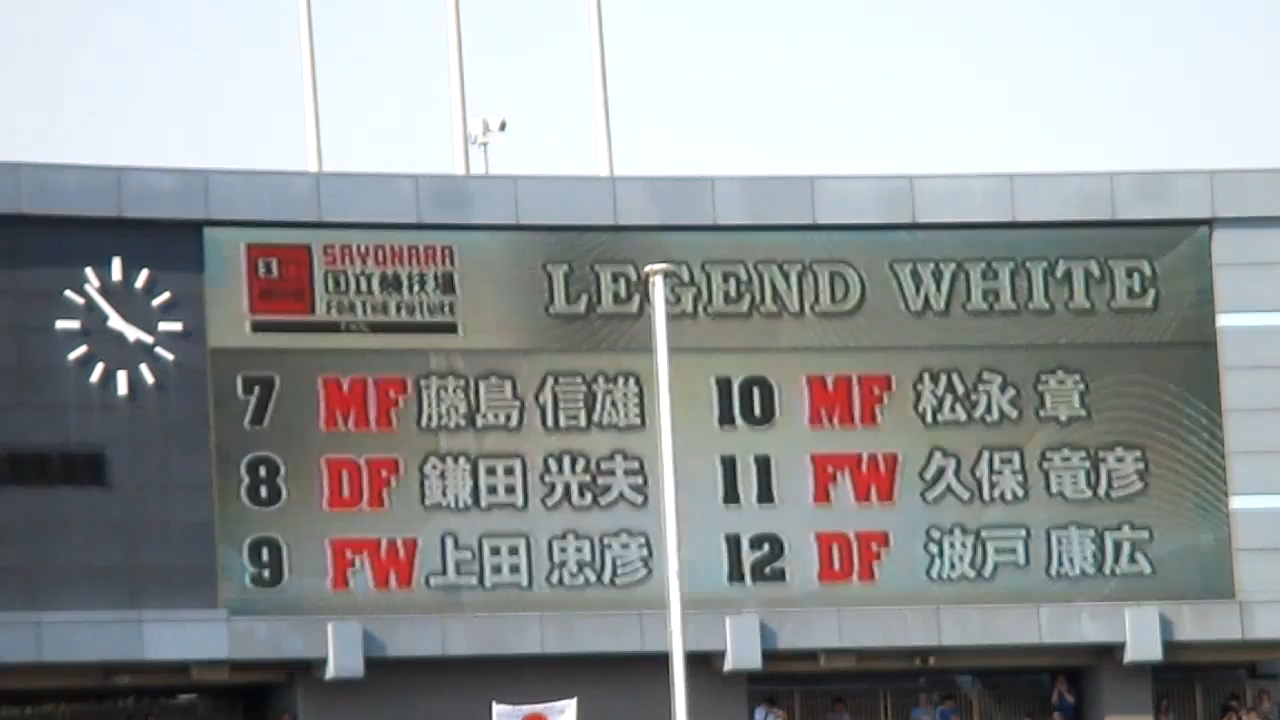 SAYONARA
国立競技場
FOR THE FUTURE
LEGEND WHITE
7 MF 藤島 信雄
8 DF 鎌田 光夫
9 FW 上田 忠彦
10 MF 松永 章
11 FW 久保 竜彦
12 DF 波戸 康広